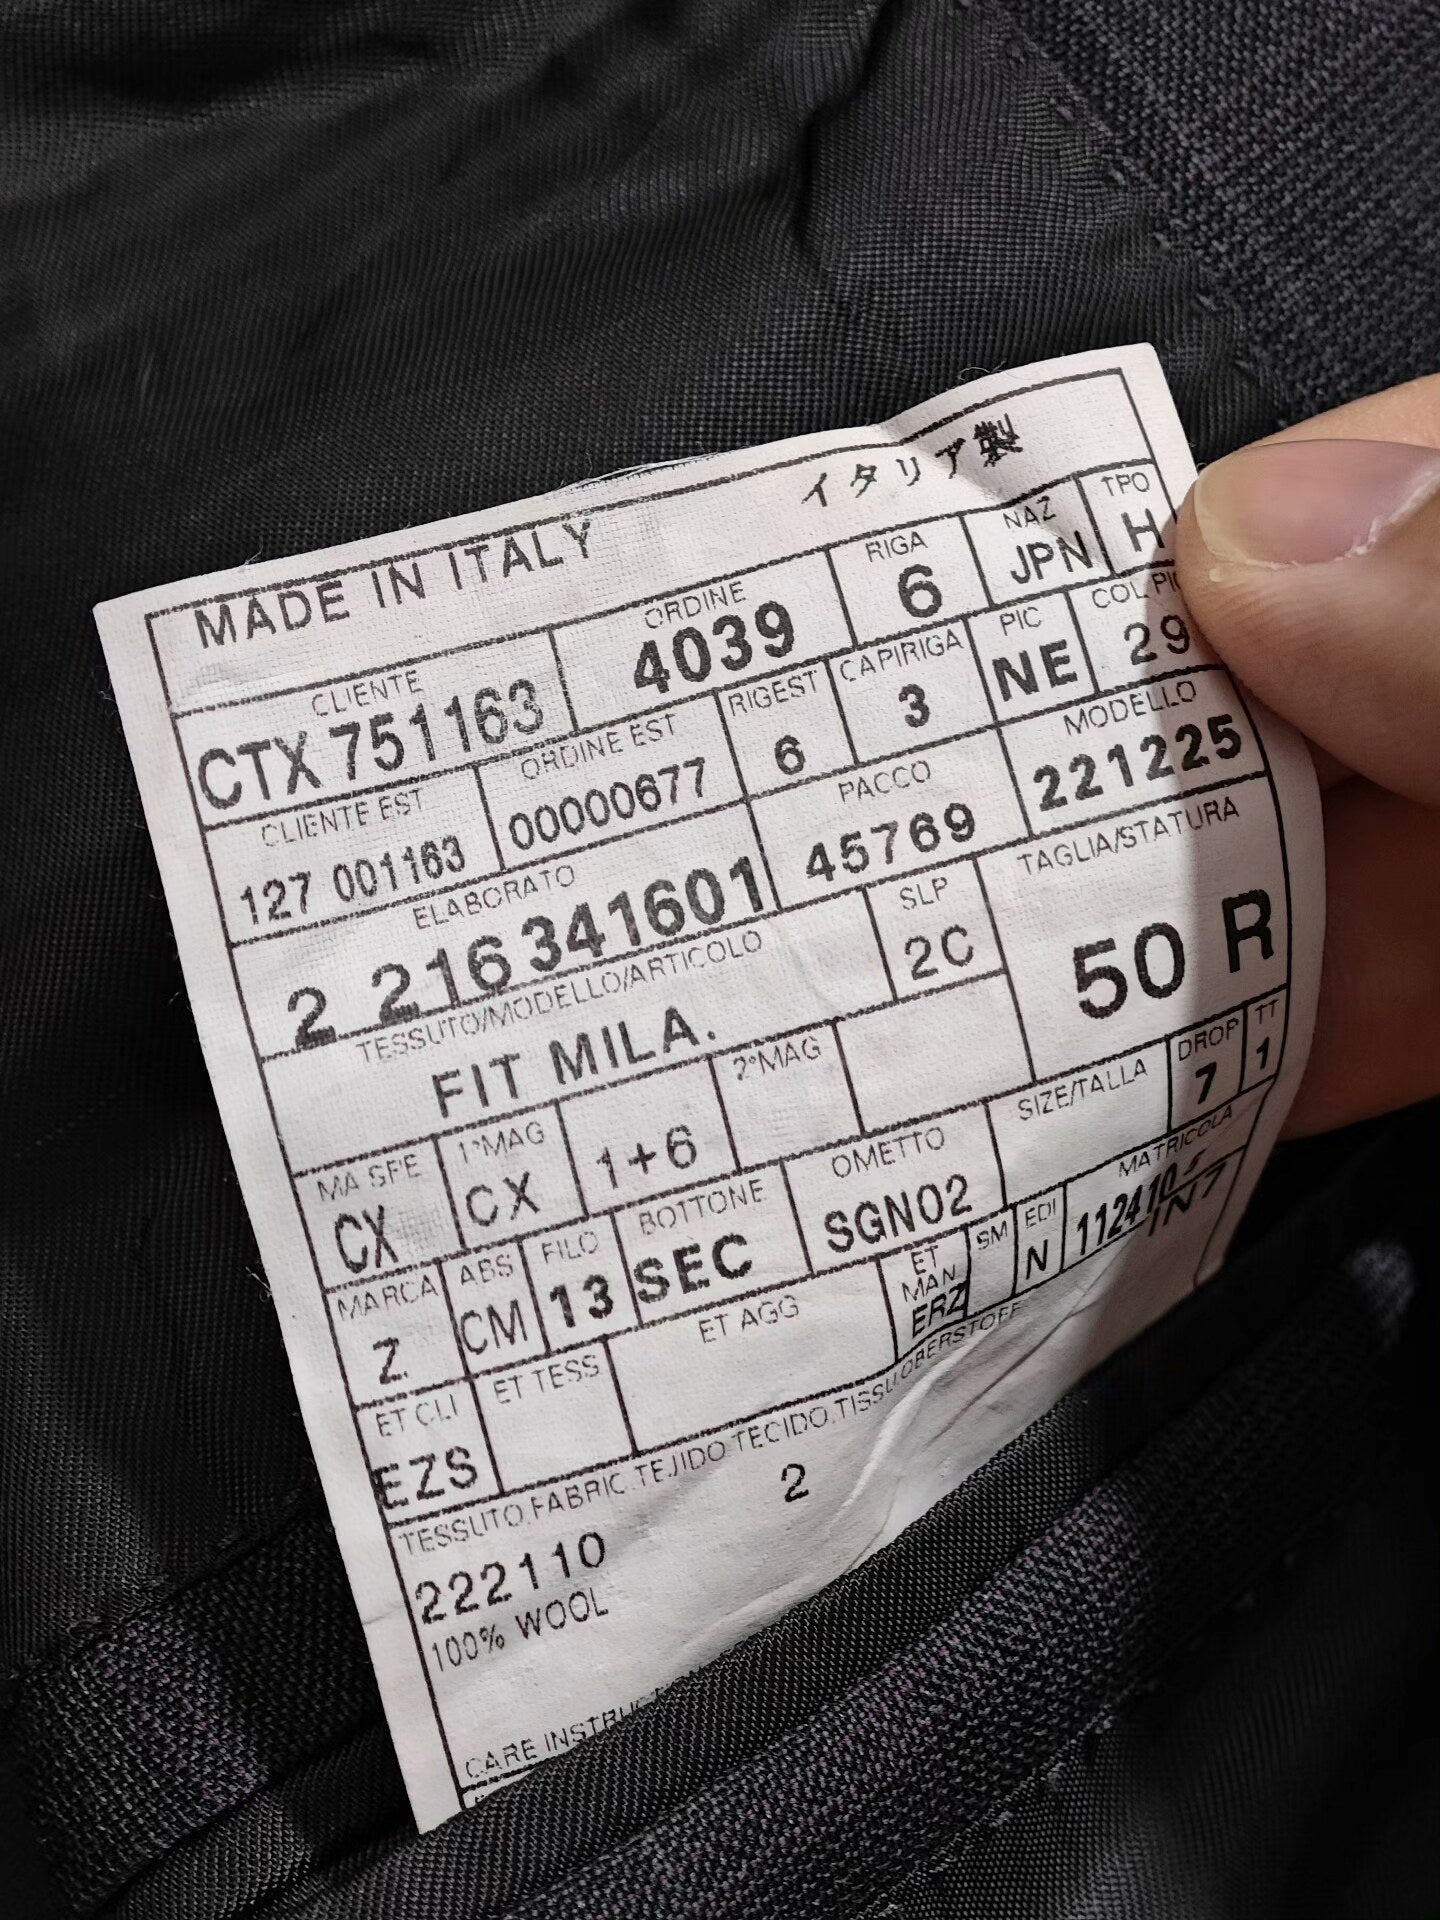 MADE IN ITALY イタリア製
CLIENTE ORDINE RIGA NAZ TPO
CTX 751163 4039 6 JPN H
CLIENTE EST ORDINE EST RIGEST CAPIRIGA PIC COL PIC
127 001163 00000677 6 3 NE 29
ELABORATO PACCO MODELLO
2 216341601 45769 221225
TESSUTO/MODELLO/ARTICOLO SLP TAGLIA/STATURA
FIT MILA. 2C 50 R
MA SPE 1°MAG 2°MAG
CX CX 1+6
OMETTO SIZE/TALLA DROP TT
SGN02 7 1
MARCA ABS FILO BOTTONE
Z CM 13 SEC
ET MAN SM EDI MATRICOLA
ERZ N
ET CLI ET TESS ET AGG
EZS
TESSUTO.FABRIC.TEJIDO.TECIDO.TISSU.OBERSTOFF
2
222110
100% WOOL
CARE